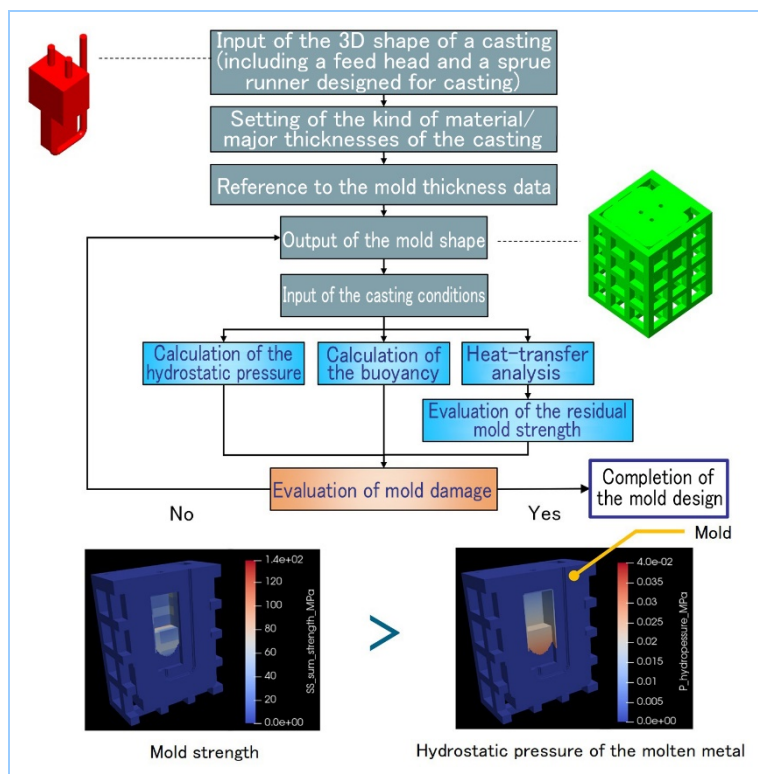 Input of the 3D shape of a casting
(including a feed head and a sprue
runner designed for casting)
Setting of the kind of material/
major thicknesses of the casting
Reference to the mold thickness data
Output of the mold shape
Input of the casting conditions
Calculation of the
hydrostatic pressure
Calculation of
the buoyancy
Heat-transfer
analysis
Evaluation of the residual
mold strength
Evaluation of mold damage
Completion of
the mold design
No
Yes
Mold
1.4e+02
120
100
80
60
40
20
0.0e+00
SS_sum_strength_MPa
>
4.0e-02
0.035
0.03
0.025
0.02
0.015
0.01
0.005
0.0e+00
P_hydropessure_MPa
Mold strength
Hydrostatic pressure of the molten metal